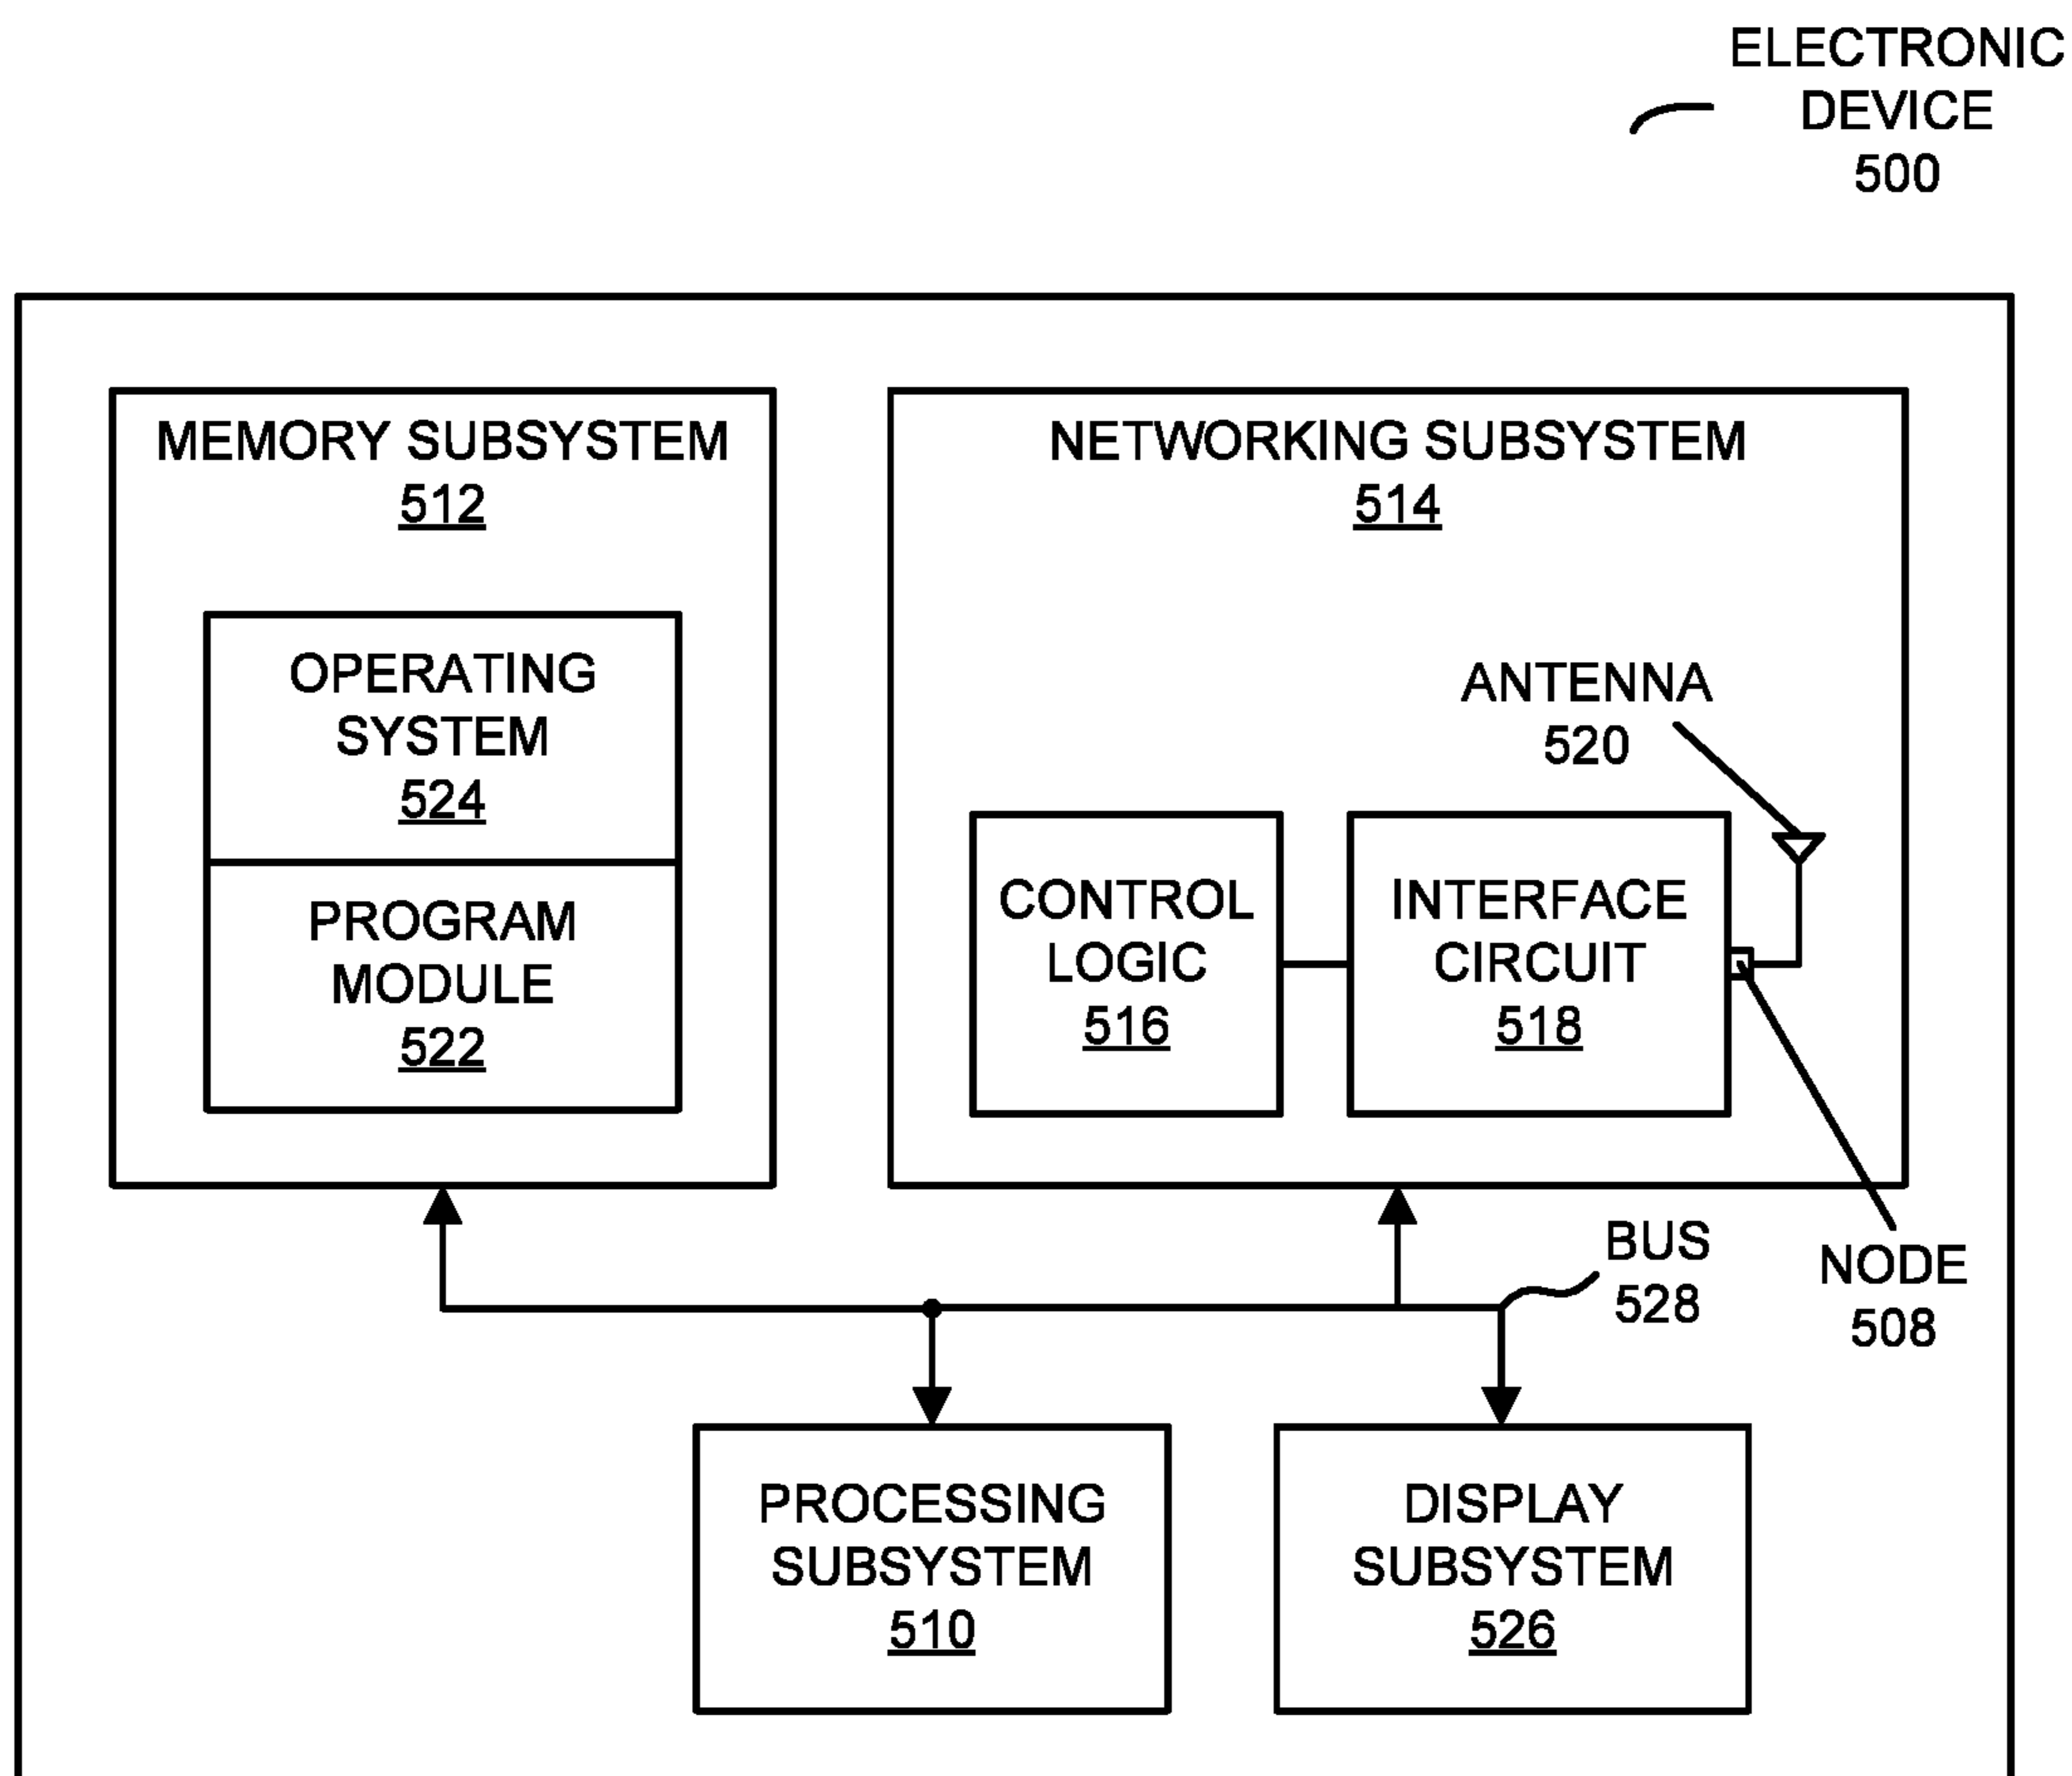 ELECTRONIC
DEVICE
500
MEMORY SUBSYSTEM
512
NETWORKING SUBSYSTEM
514
OPERATING
SYSTEM
524
PROGRAM
MODULE
522
ANTENNA
520
CONTROL
LOGIC
516
INTERFACE
CIRCUIT
518
BUS
528
NODE
508
PROCESSING
SUBSYSTEM
510
DISPLAY
SUBSYSTEM
526